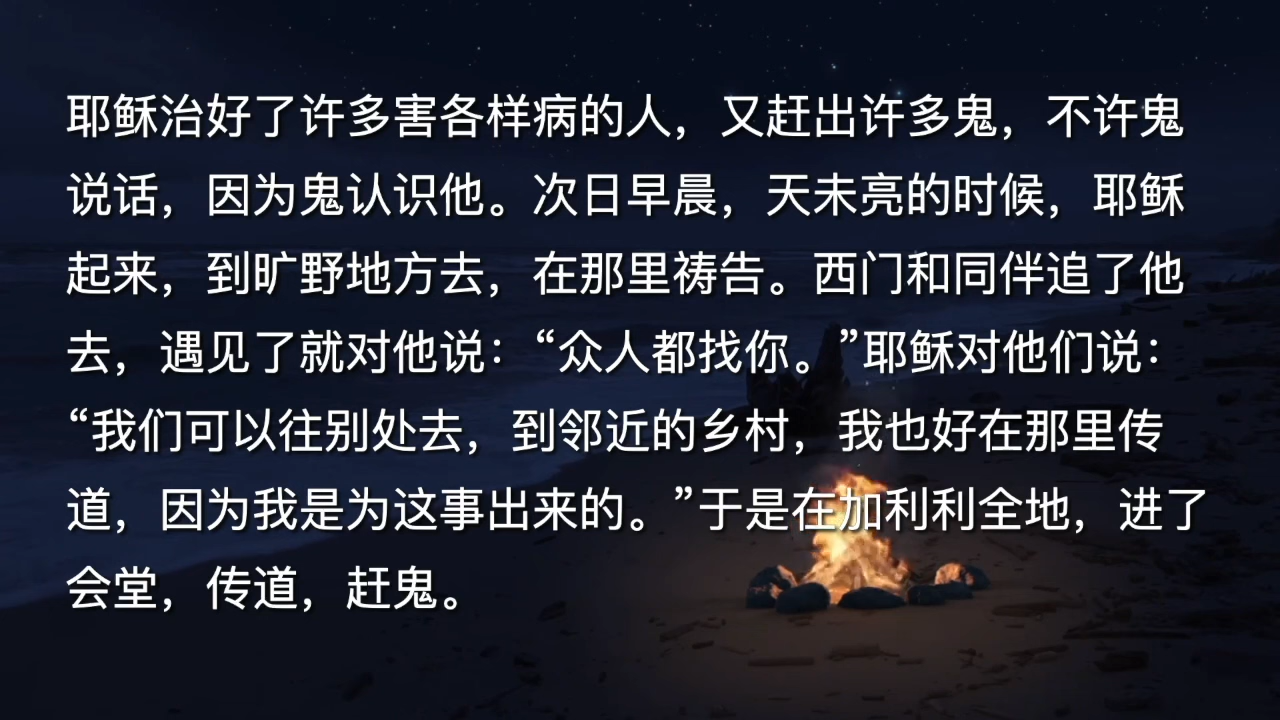 耶稣治好了许多害各样病的人，又赶出许多鬼，不许鬼
说话，因为鬼认识他。次日早晨，天未亮的时候，耶稣
起来，到旷野地方去，在那里祷告。西门和同伴追了他
去，遇见了就对他说：“众人都找你。”耶稣对他们说：
“我们可以往别处去，到邻近的乡村，我也好在那里传
道，因为我是为这事出来的。”于是在加利利全地，进了
会堂，传道，赶鬼。